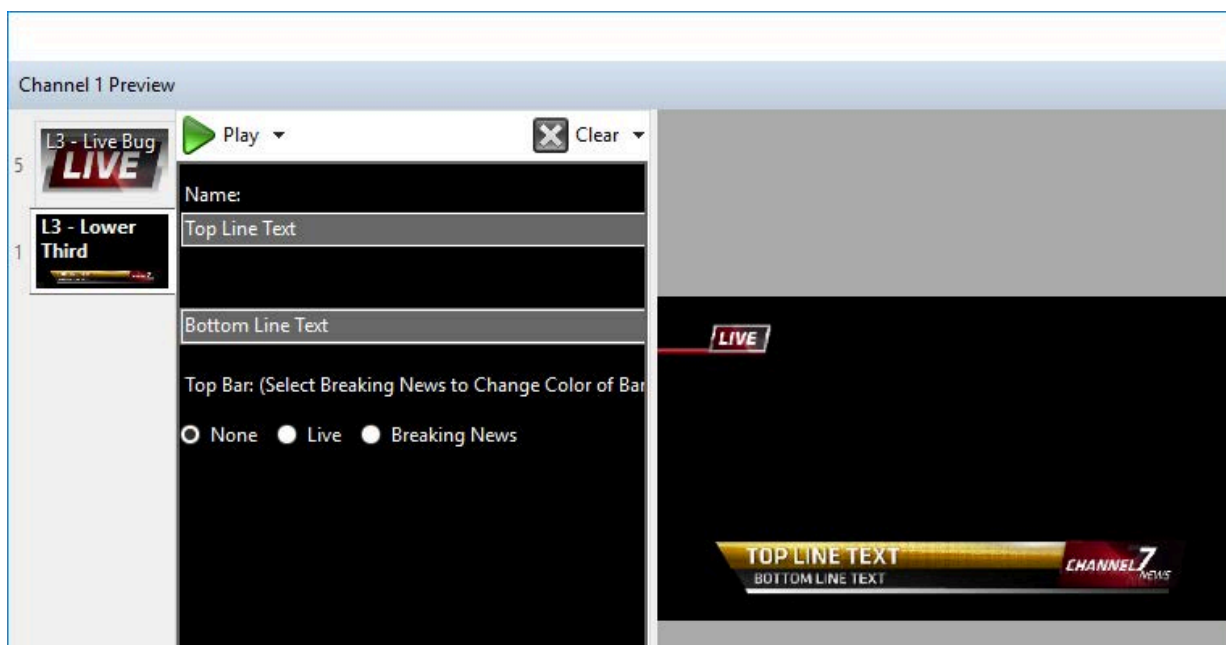 Channel 1 Preview
5
L3 - Live Bug
LIVE
1
L3 - Lower
Third
Play
Clear
Name:
Top Line Text
Bottom Line Text
Top Bar: (Select Breaking News to Change Color of Bar
None
Live
Breaking News
LIVE
TOP LINE TEXT
BOTTOM LINE TEXT
CHANNEL 7
NEWS